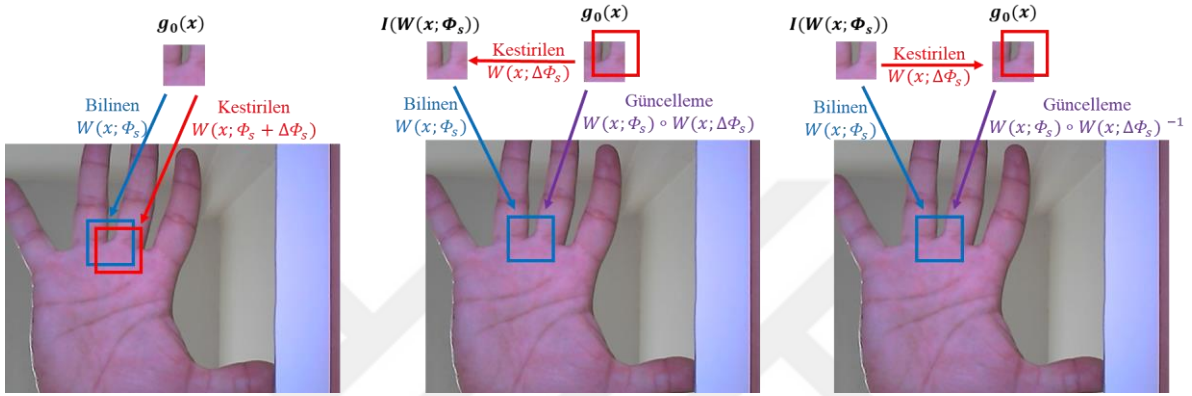 g₀(x)
Bilinen
W(x; Φₛ)
Kestirilen
W(x; Φₛ + ΔΦₛ)
I(W(x; Φₛ))
g₀(x)
Kestirilen
W(x; ΔΦₛ)
Bilinen
W(x; Φₛ)
Güncelleme
W(x; Φₛ) ∘ W(x; ΔΦₛ)
I(W(x; Φₛ))
g₀(x)
Kestirilen
W(x; ΔΦₛ)
Bilinen
W(x; Φₛ)
Güncelleme
W(x; Φₛ) ∘ W(x; ΔΦₛ)⁻¹